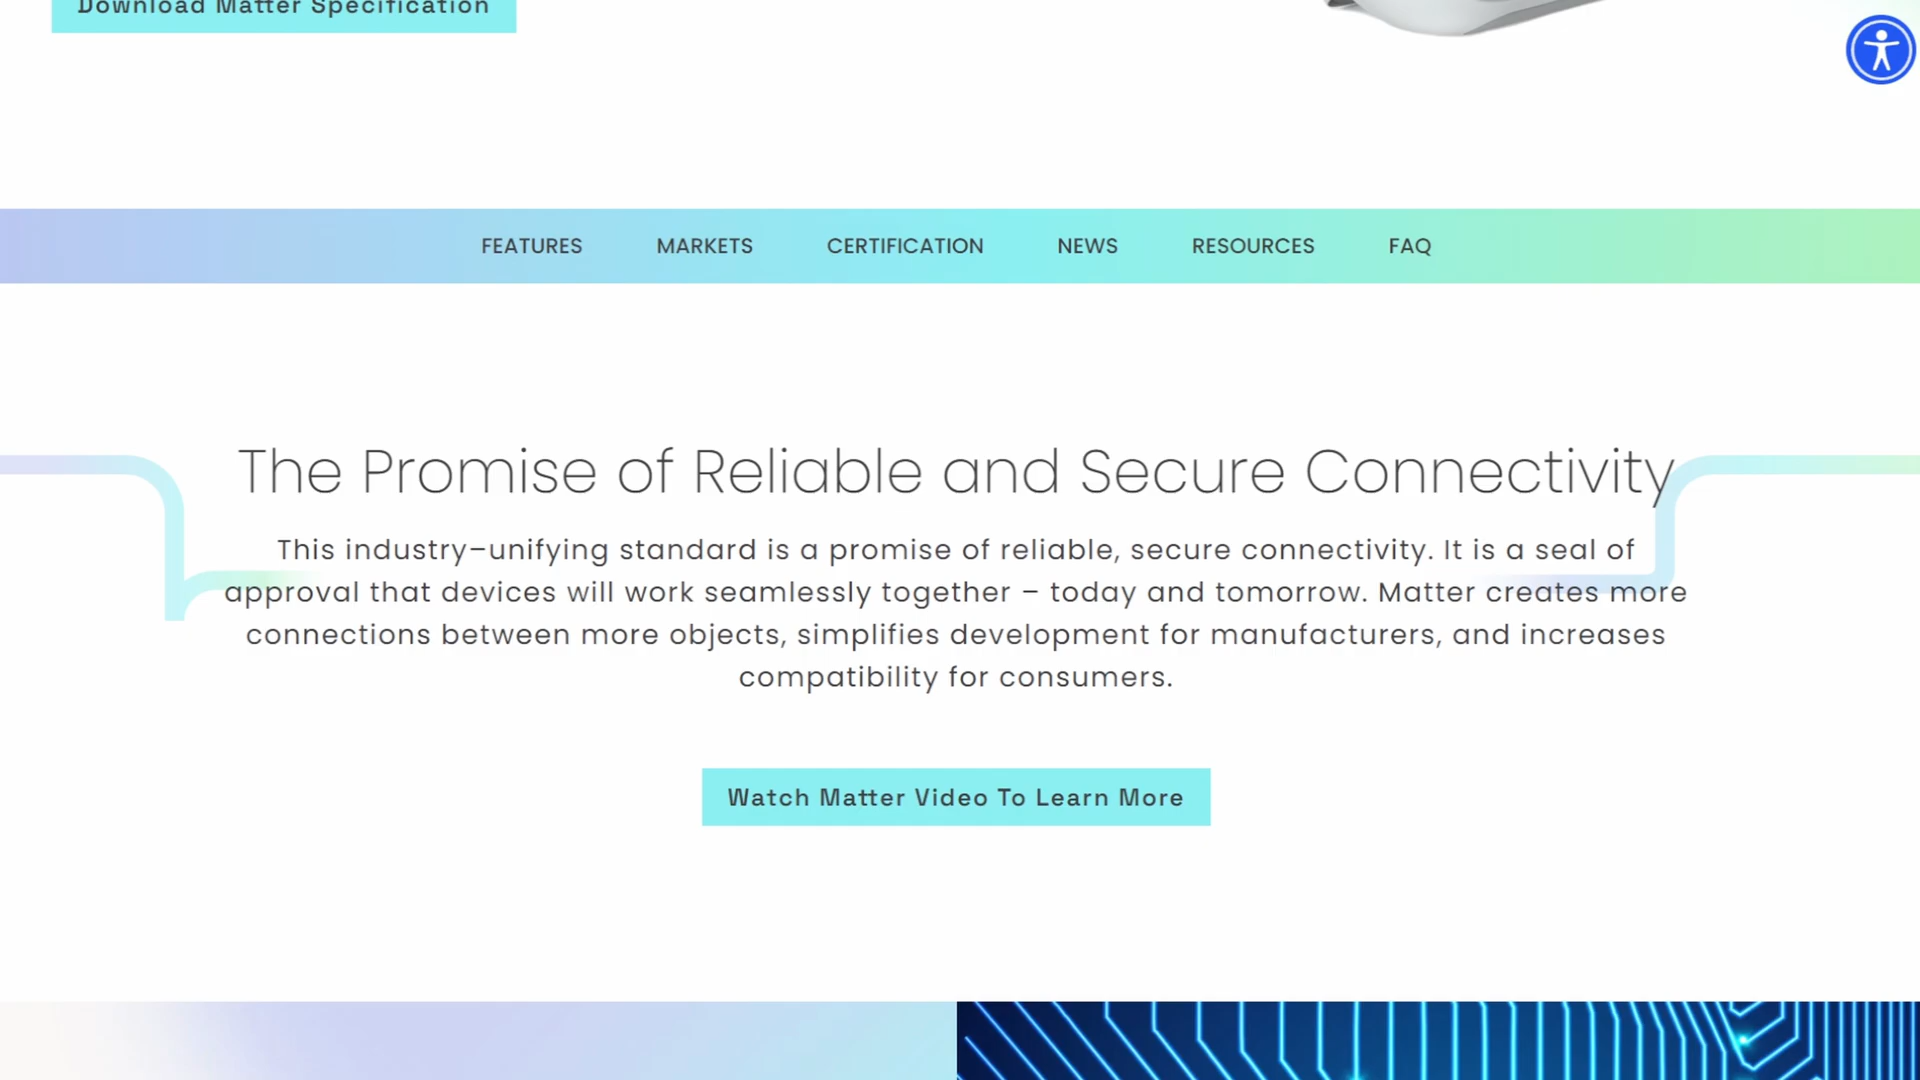 Download Matter Specification
FEATURES MARKETS CERTIFICATION NEWS RESOURCES FAQ
The Promise of Reliable and Secure Connectivity
This industry–unifying standard is a promise of reliable, secure connectivity. It is a seal of
approval that devices will work seamlessly together – today and tomorrow. Matter creates more
connections between more objects, simplifies development for manufacturers, and increases
compatibility for consumers.
Watch Matter Video To Learn More